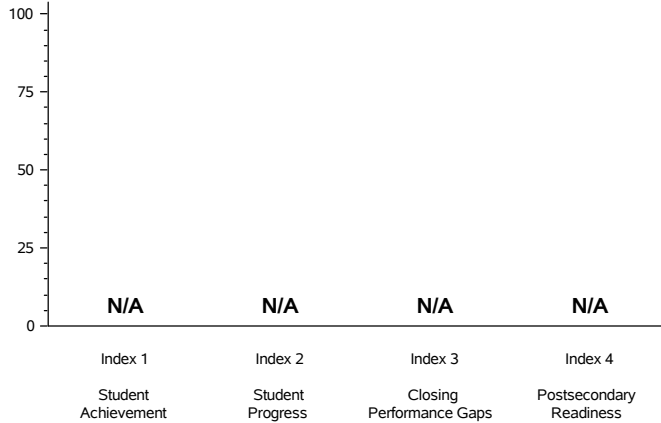 100
75
50
25
0
N/A N/A N/A N/A
Index 1 Index 2 Index 3 Index 4
Student Student Closing Postsecondary
Achievement Progress Performance Gaps Readiness